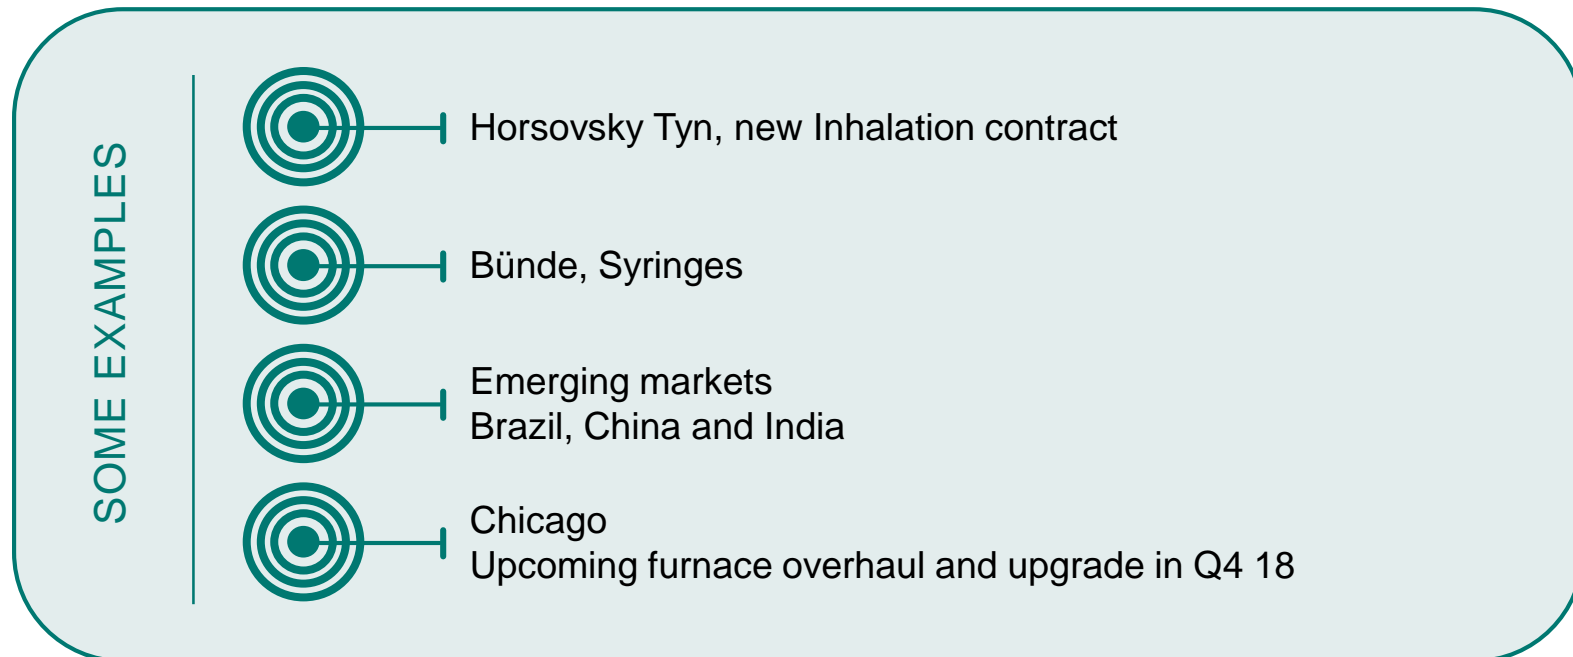 SOME EXAMPLES
Horsovsky Tyn, new Inhalation contract
Bünde, Syringes
Emerging markets
Brazil, China and India
Chicago
Upcoming furnace overhaul and upgrade in Q4 18